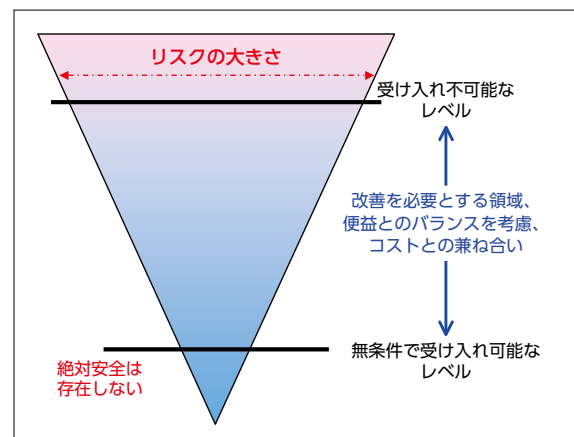 リスクの大きさ
受け入れ不可能な
レベル
改善を必要とする領域、
便益とのバランスを考慮、
コストとの兼ね合い
無条件で受け入れ可能な
レベル
絶対安全は
存在しない